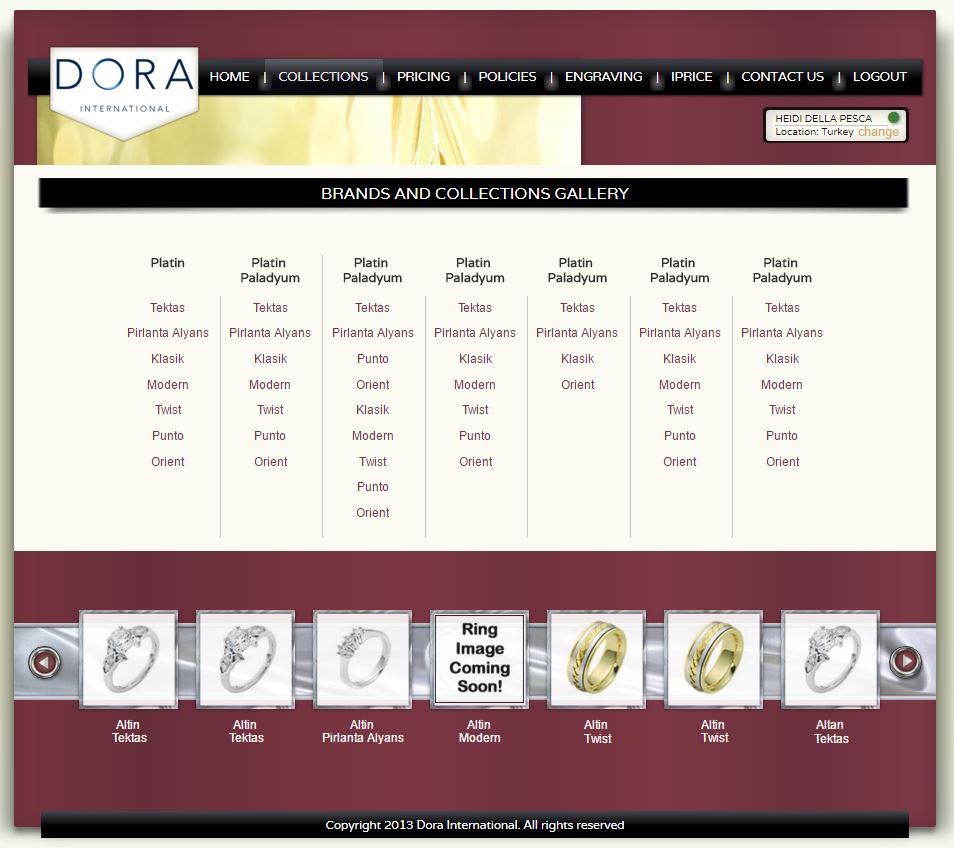 DORA
INTERNATIONAL
HOME | COLLECTIONS | PRICING | POLICIES | ENGRAVING | IPRICE | CONTACT US | LOGOUT
HEIDI DELLA PESCA
Location: Turkey change
BRANDS AND COLLECTIONS GALLERY
Platin
Tektas
Pirlanta Alyans
Klasik
Modern
Twist
Punto
Orient
Platin
Paladyum
Tektas
Pirlanta Alyans
Klasik
Modern
Twist
Punto
Orient
Platin
Paladyum
Tektas
Pirlanta Alyans
Punto
Orient
Klasik
Modern
Twist
Punto
Orient
Platin
Paladyum
Tektas
Pirlanta Alyans
Klasik
Modern
Twist
Punto
Orient
Platin
Paladyum
Tektas
Pirlanta Alyans
Klasik
Orient
Platin
Paladyum
Tektas
Pirlanta Alyans
Klasik
Modern
Twist
Punto
Orient
Platin
Paladyum
Tektas
Pirlanta Alyans
Klasik
Modern
Twist
Punto
Orient
Ring
Image
Coming
Soon!
Altin
Tektas
Altin
Tektas
Altin
Pirlanta Alyans
Altin
Modern
Altin
Twist
Altin
Twist
Altan
Tektas
Copyright 2013 Dora International. All rights reserved